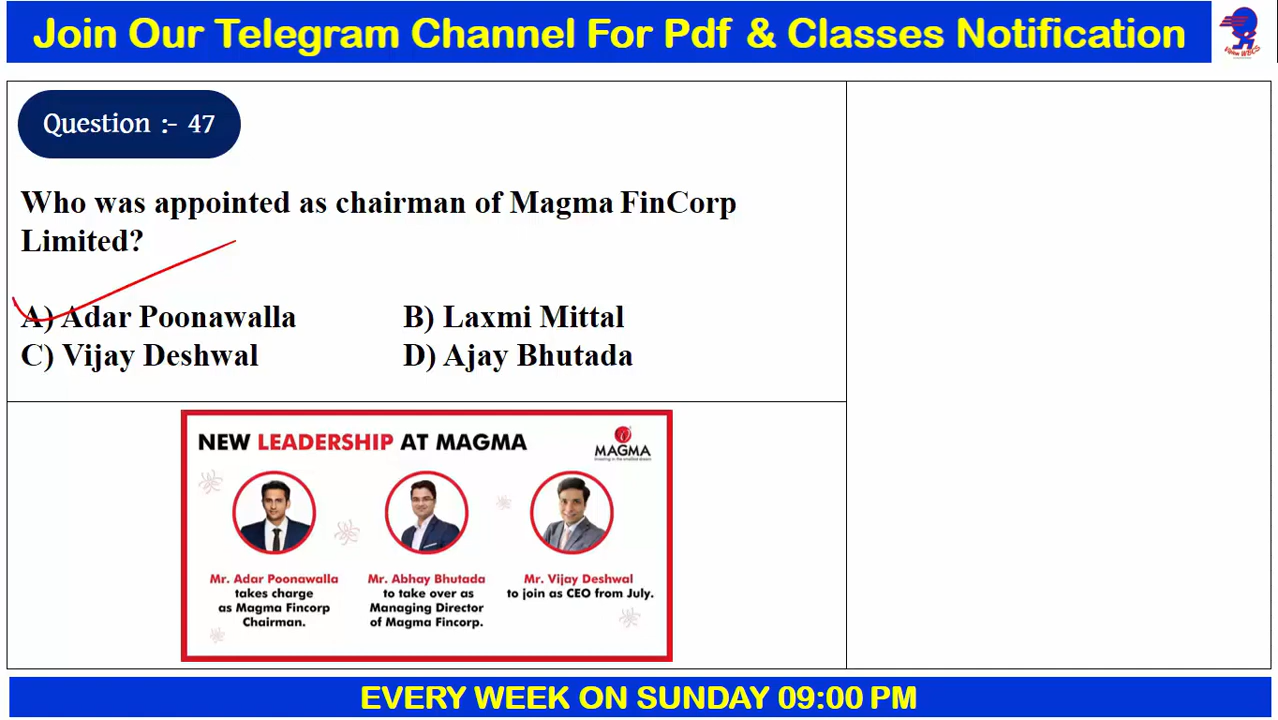 Join Our Telegram Channel For Pdf & Classes Notification
Question :- 47
Who was appointed as chairman of Magma FinCorp
Limited?
A) Adar Poonawalla B) Laxmi Mittal
C) Vijay Deshwal D) Ajay Bhutada
NEW LEADERSHIP AT MAGMA
MAGMA
Mr. Adar Poonawalla
takes charge
as Magma Fincorp
Chairman.
Mr. Abhay Bhutada
to take over as
Managing Director
of Magma Fincorp.
Mr. Vijay Deshwal
to join as CEO from July.
EVERY WEEK ON SUNDAY 09:00 PM